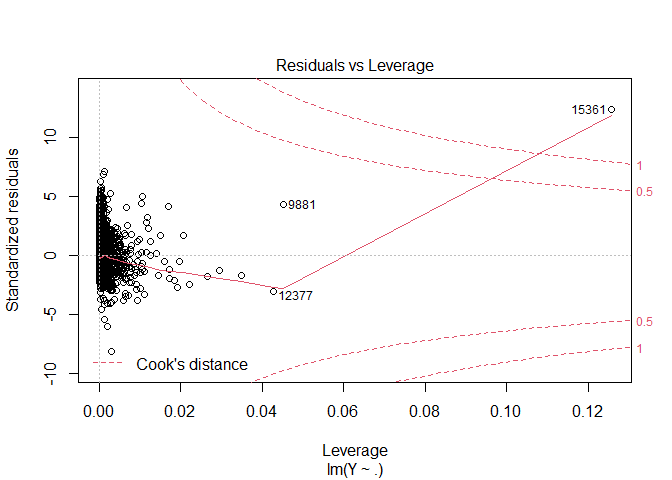 Residuals vs Leverage
Standardized residuals
10
5
0
-5
-10
15361
9881
12377
1
0.5
0.5
1
Cook's distance
0.00 0.02 0.04 0.06 0.08 0.10 0.12
Leverage
lm(Y ~ .)